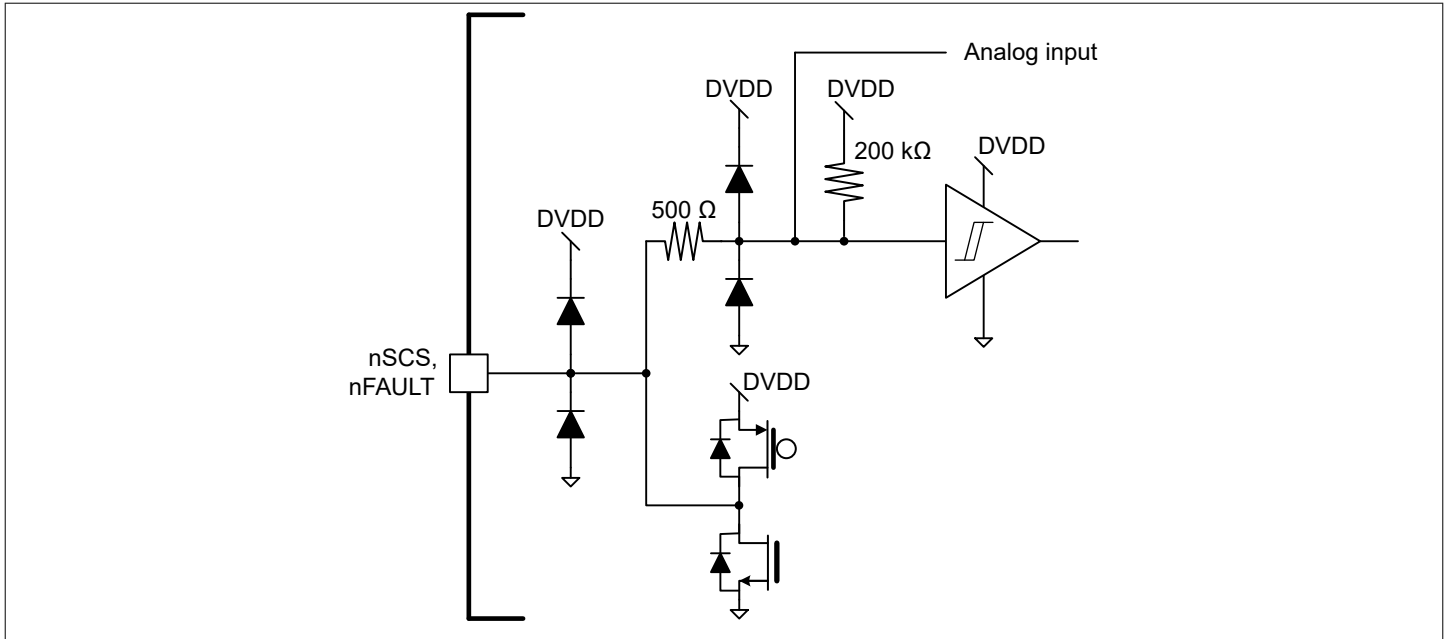 Analog input
DVDD
DVDD
200 kΩ
DVDD
500 Ω
DVDD
nSCS,
nFAULT
DVDD